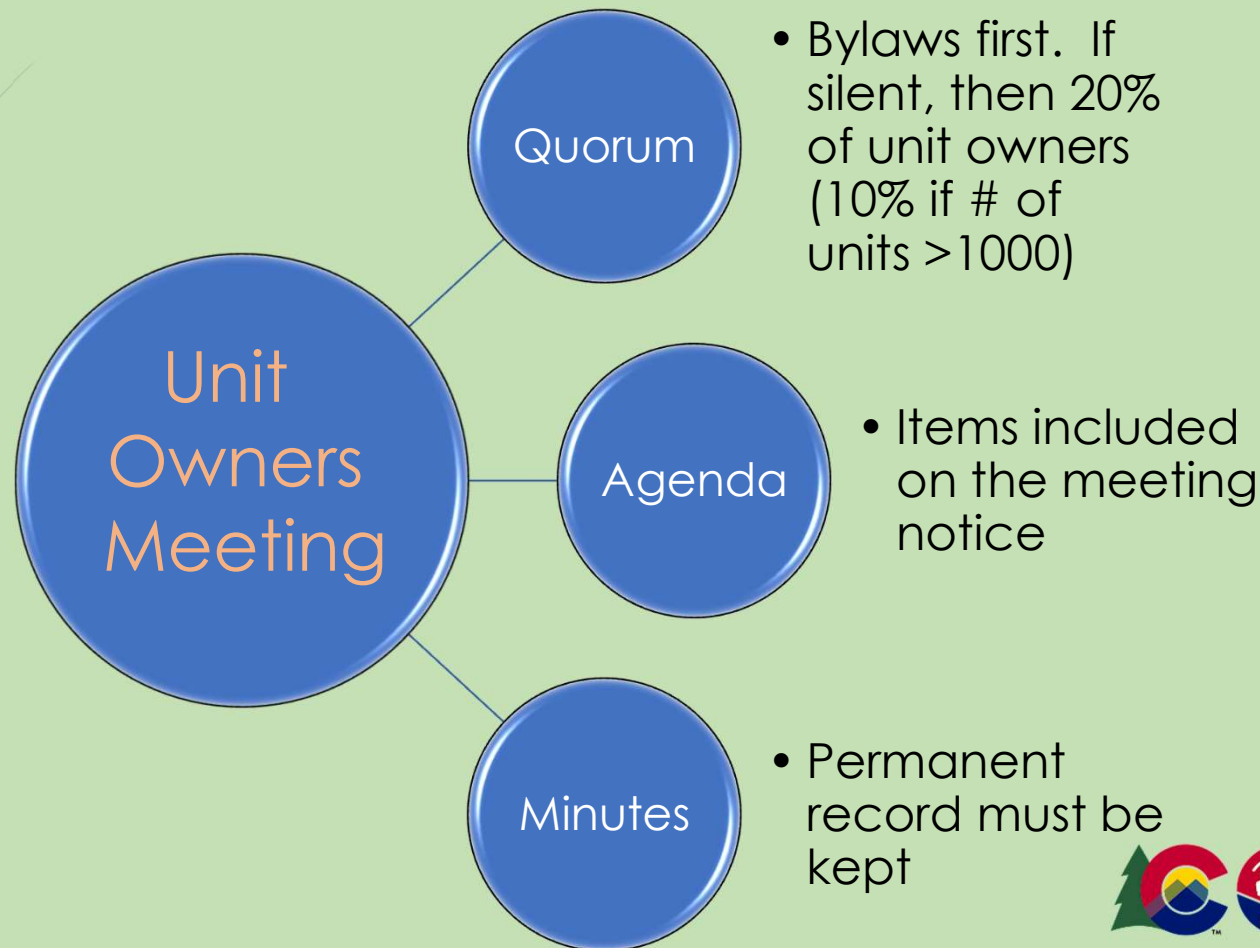 Unit
Owners
Meeting
Quorum
• Bylaws first.  If
silent, then 20%
of unit owners
(10% if # of
units >1000)
Agenda
• Items included
on the meeting
notice
Minutes
• Permanent
record must be
kept